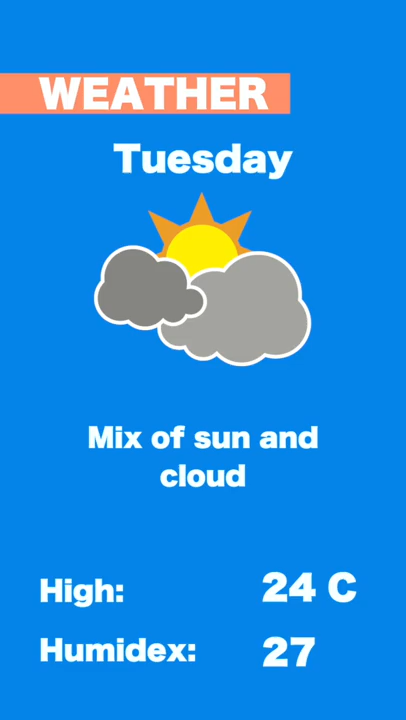 WEATHER
Tuesday
Mix of sun and
cloud
High: 24 C
Humidex: 27